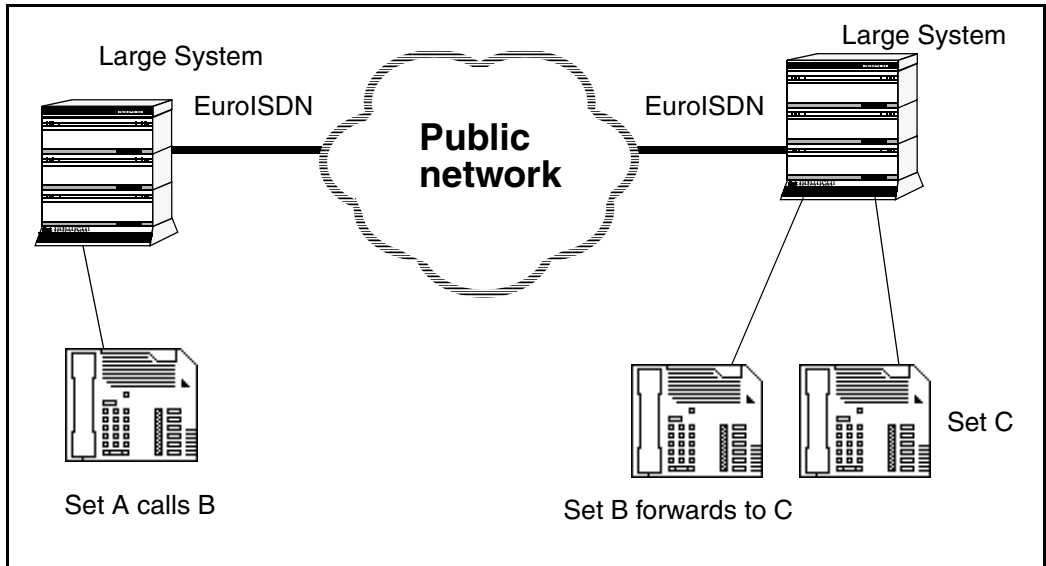 Large System
Large System
EuroISDN
EuroISDN
Public
network
Set C
Set A calls B
Set B forwards to C